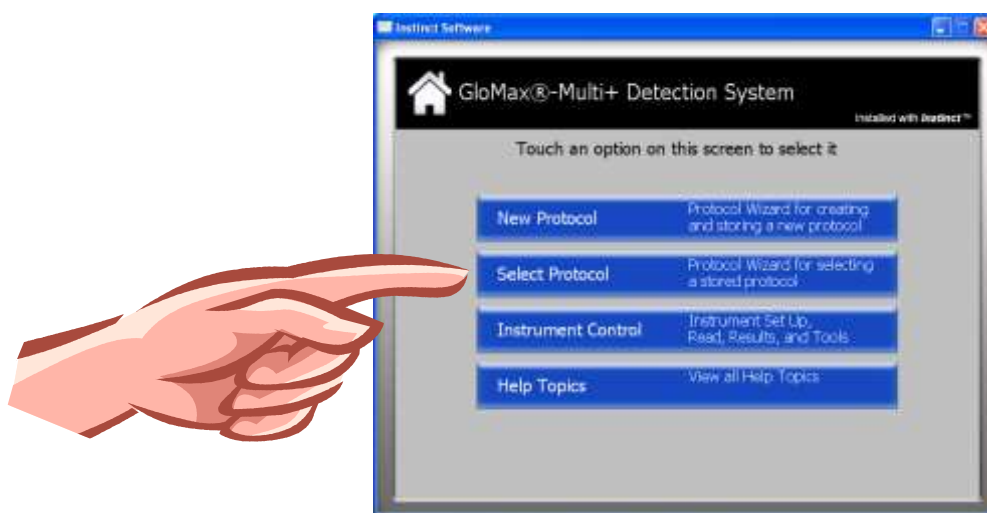 Instinct Software
GloMax®-Multi+ Detection System
Installed with Instinct™
Touch an option on this screen to select it
New Protocol
Protocol Wizard for creating
and storing a new protocol
Select Protocol
Protocol Wizard for selecting
a stored protocol
Instrument Control
Instrument Set Up,
Read, Results, and Tools
Help Topics
View all Help Topics